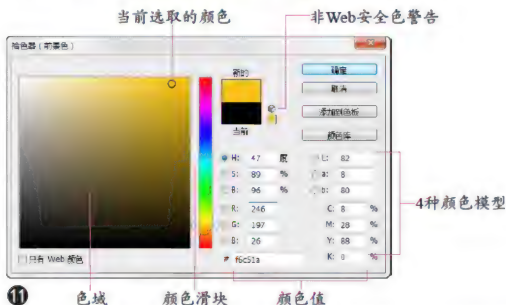 当前选取的颜色
非Web安全色警告
拾色器（前景色）
新的
确定
取消
添加到色板
当前
颜色库
H: 47 度 L: 82
S: 89 % a: 8
B: 96 % b: 80
R: 246 C: 8 %
G: 197 M: 28 %
B: 26 Y: 88 %
# f6c51a K: 0 %
只有 Web 颜色
4种颜色模型
⓫ 色域 颜色滑块 颜色值